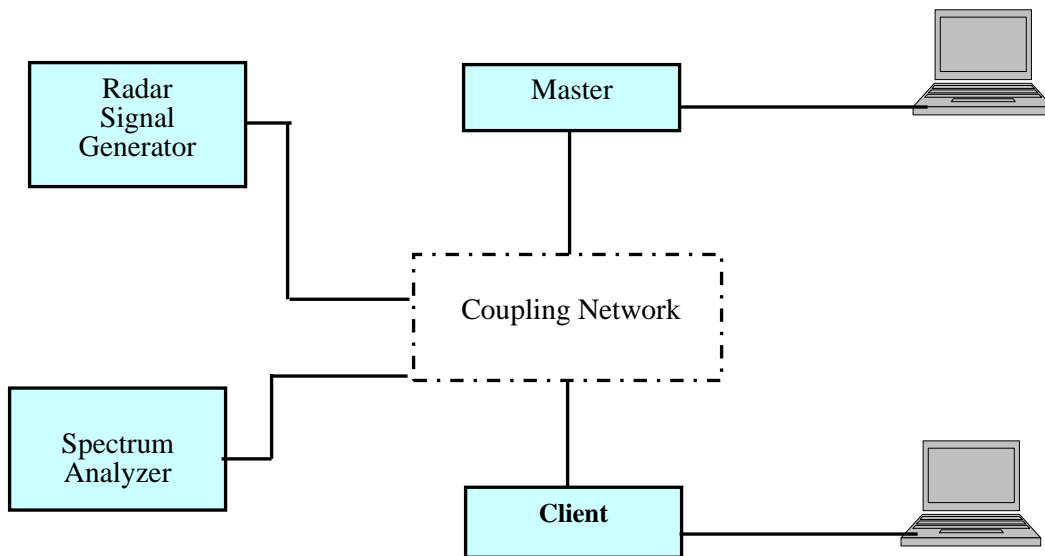 Radar
Signal
Generator
Master
Coupling Network
Spectrum
Analyzer
Client